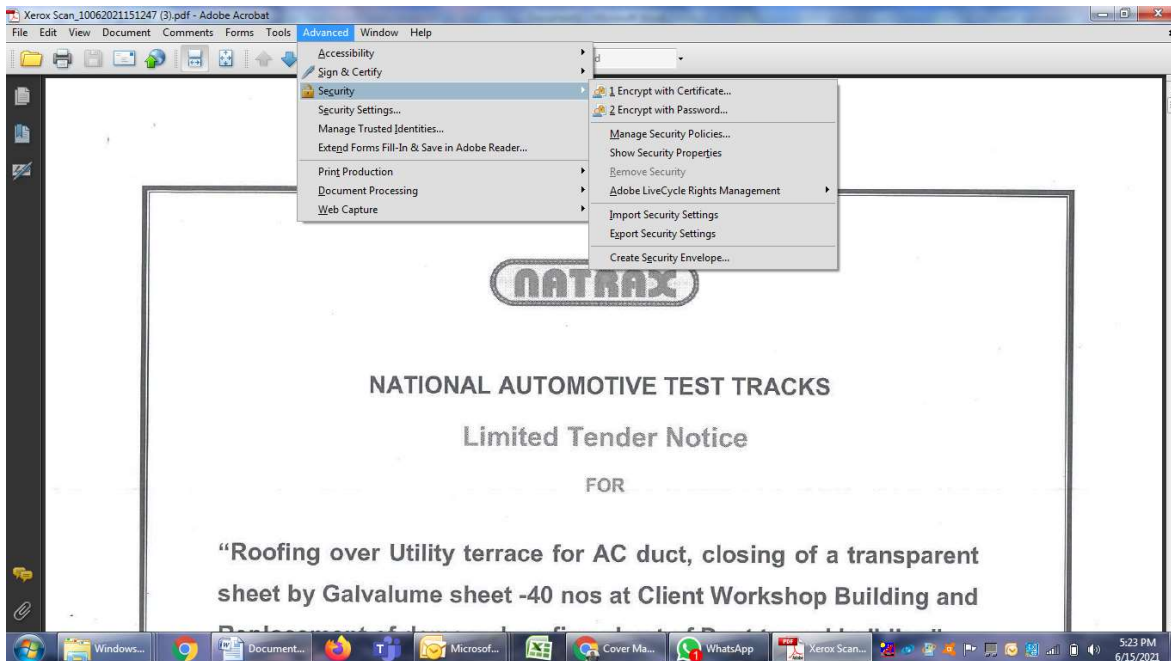 Xerox Scan_10062021151247 (3).pdf - Adobe Acrobat
File Edit View Document Comments Forms Tools Advanced Window Help
Accessibility
Sign & Certify
Security
Security Settings...
Manage Trusted Identities...
Extend Forms Fill-In & Save in Adobe Reader...
Print Production
Document Processing
Web Capture
1 Encrypt with Certificate...
2 Encrypt with Password...
Manage Security Policies...
Show Security Properties
Remove Security
Adobe LiveCycle Rights Management
Import Security Settings
Export Security Settings
Create Security Envelope...
NATRAX
NATIONAL AUTOMOTIVE TEST TRACKS
Limited Tender Notice
FOR
“Roofing over Utility terrace for AC duct, closing of a transparent
sheet by Galvalume sheet -40 nos at Client Workshop Building and
Windows... Document... Microsof... Cover Ma... WhatsApp Xerox Scan... 5:23 PM
6/15/2021